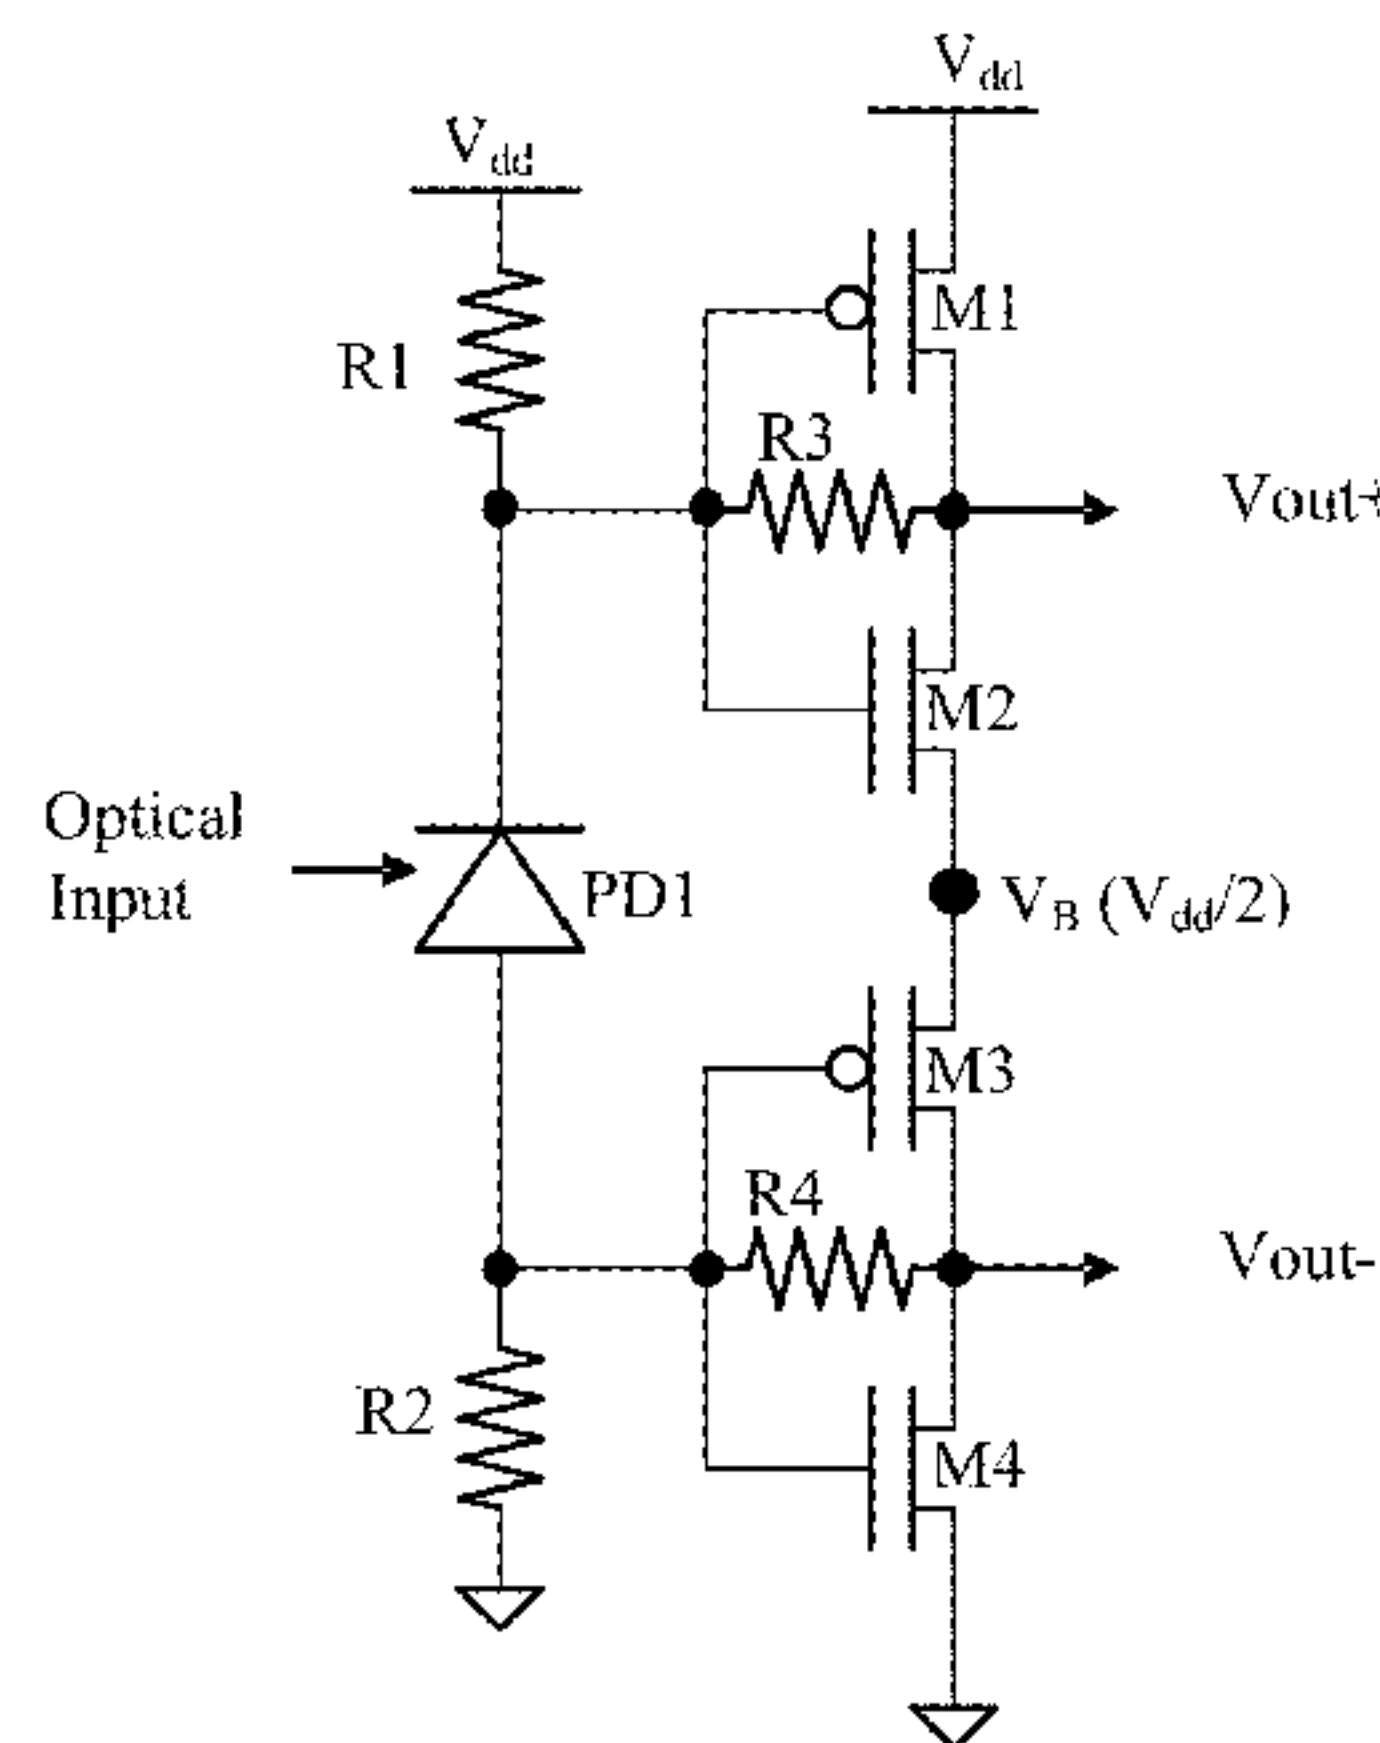 Vdd
Vdd
M1
R1
R3
Vout+
M2
Optical
Input
PD1
VB (Vdd/2)
M3
R4
Vout-
R2
M4